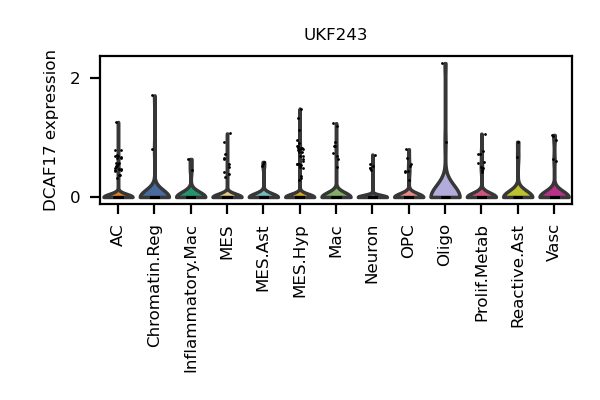 UKF243
DCAF17 expression
2
0
AC
Chromatin.Reg
Inflammatory.Mac
MES
MES.Ast
MES.Hyp
Mac
Neuron
OPC
Oligo
Prolif.Metab
Reactive.Ast
Vasc